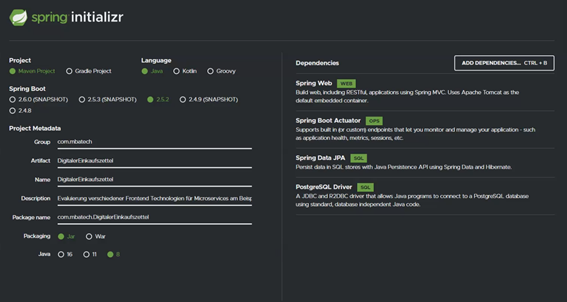 spring initializr
Project
Maven Project Gradle Project
Language
Java Kotlin Groovy
Spring Boot
2.6.0 (SNAPSHOT) 2.5.3 (SNAPSHOT) 2.5.2 2.4.9 (SNAPSHOT)
2.4.8
Project Metadata
Group com.mbatech
Artifact DigitalerEinkaufszettel
Name DigitalerEinkaufszettel
Description Evaluierung verschiedener Frontend Technologien für Microservices am Beisp
Package name com.mbatech.DigitalerEinkaufszettel
Packaging Jar War
Java 16 11 8
Dependencies
ADD DEPENDENCIES... CTRL + B
Spring Web WEB
Build web, including RESTful, applications using Spring MVC. Uses Apache Tomcat as the
default embedded container.
Spring Boot Actuator OPS
Supports built in (or custom) endpoints that let you monitor and manage your application - such
as application health, metrics, sessions, etc.
Spring Data JPA SQL
Persist data in SQL stores with Java Persistence API using Spring Data and Hibernate.
PostgreSQL Driver SQL
A JDBC and R2DBC driver that allows Java programs to connect to a PostgreSQL database
using standard, database independent Java code.